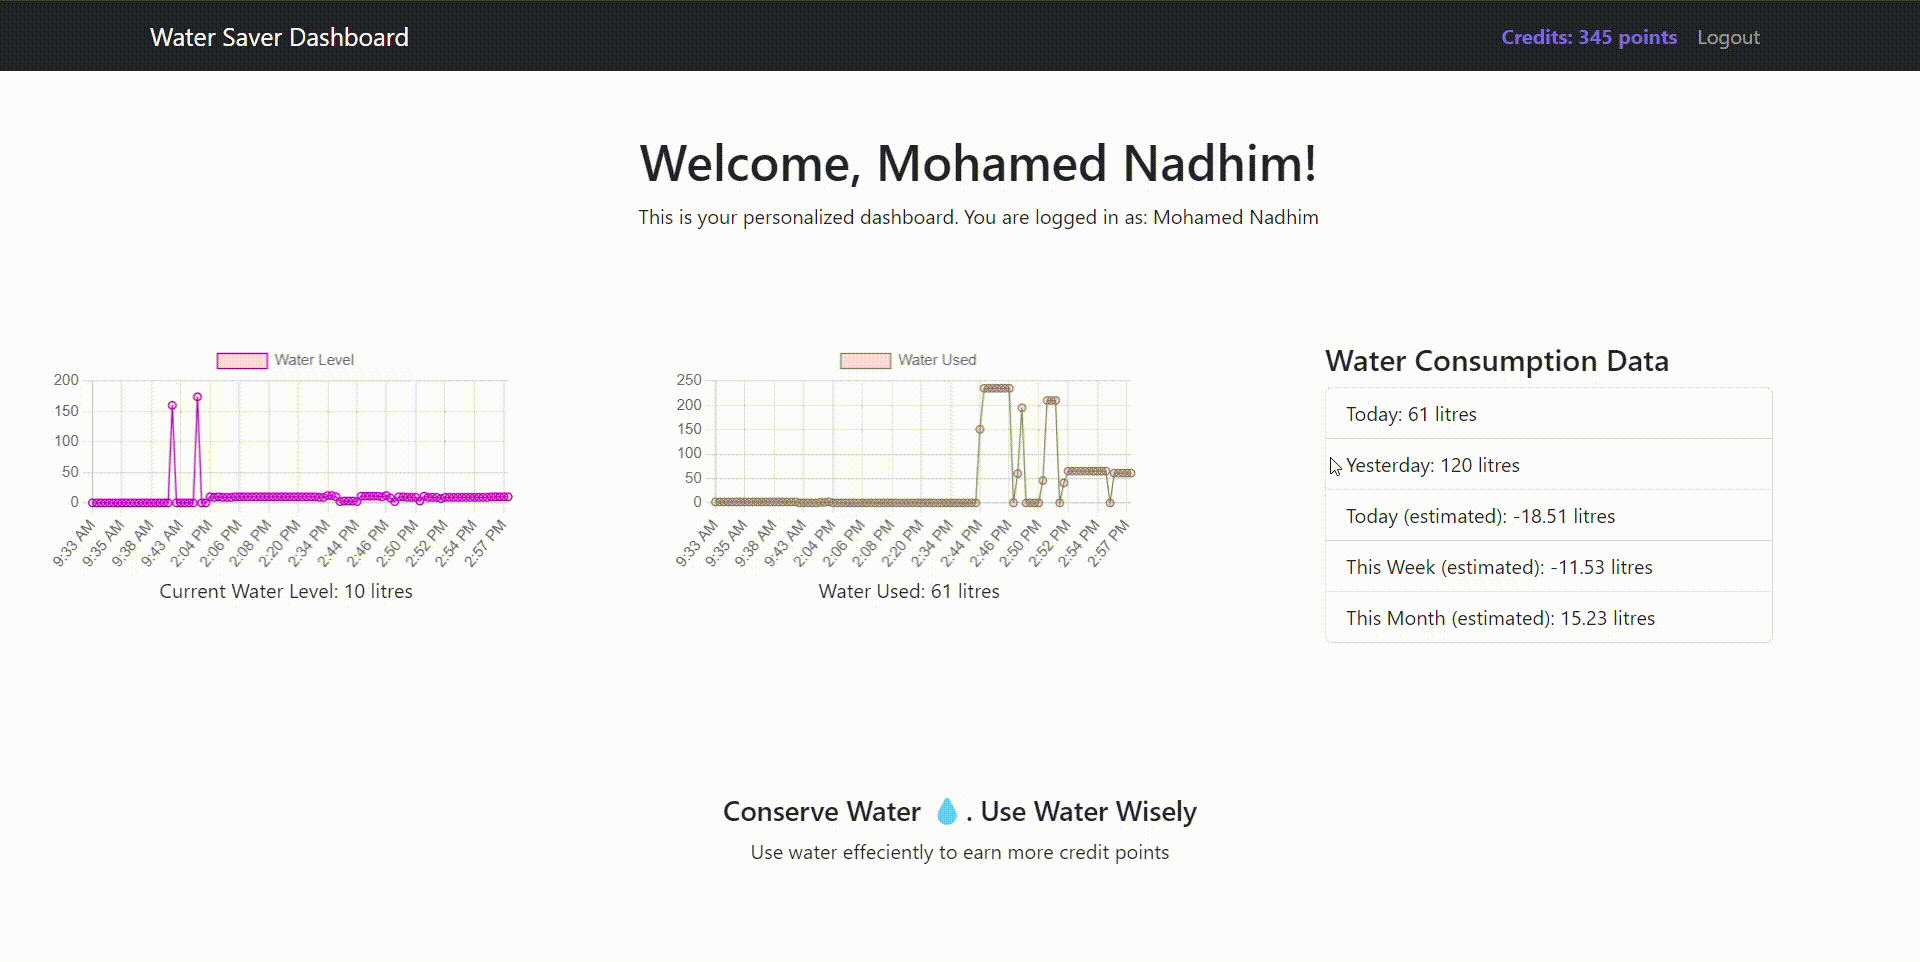 Water Saver Dashboard
Credits: 345 points Logout
Welcome, Mohamed Nadhim!
This is your personalized dashboard. You are logged in as: Mohamed Nadhim
Water Level
200
150
100
50
0
9:33 AM 9:35 AM 9:38 AM 9:43 AM 2:04 PM 2:06 PM 2:08 PM 2:20 PM 2:34 PM 2:44 PM 2:46 PM 2:50 PM 2:52 PM 2:54 PM 2:57 PM
Current Water Level: 10 litres
Water Used
250
200
150
100
50
0
9:33 AM 9:35 AM 9:38 AM 9:43 AM 2:04 PM 2:06 PM 2:08 PM 2:20 PM 2:34 PM 2:44 PM 2:46 PM 2:50 PM 2:52 PM 2:54 PM 2:57 PM
Water Used: 61 litres
Water Consumption Data
Today: 61 litres
Yesterday: 120 litres
Today (estimated): -18.51 litres
This Week (estimated): -11.53 litres
This Month (estimated): 15.23 litres
Conserve Water 💧. Use Water Wisely
Use water effeciently to earn more credit points